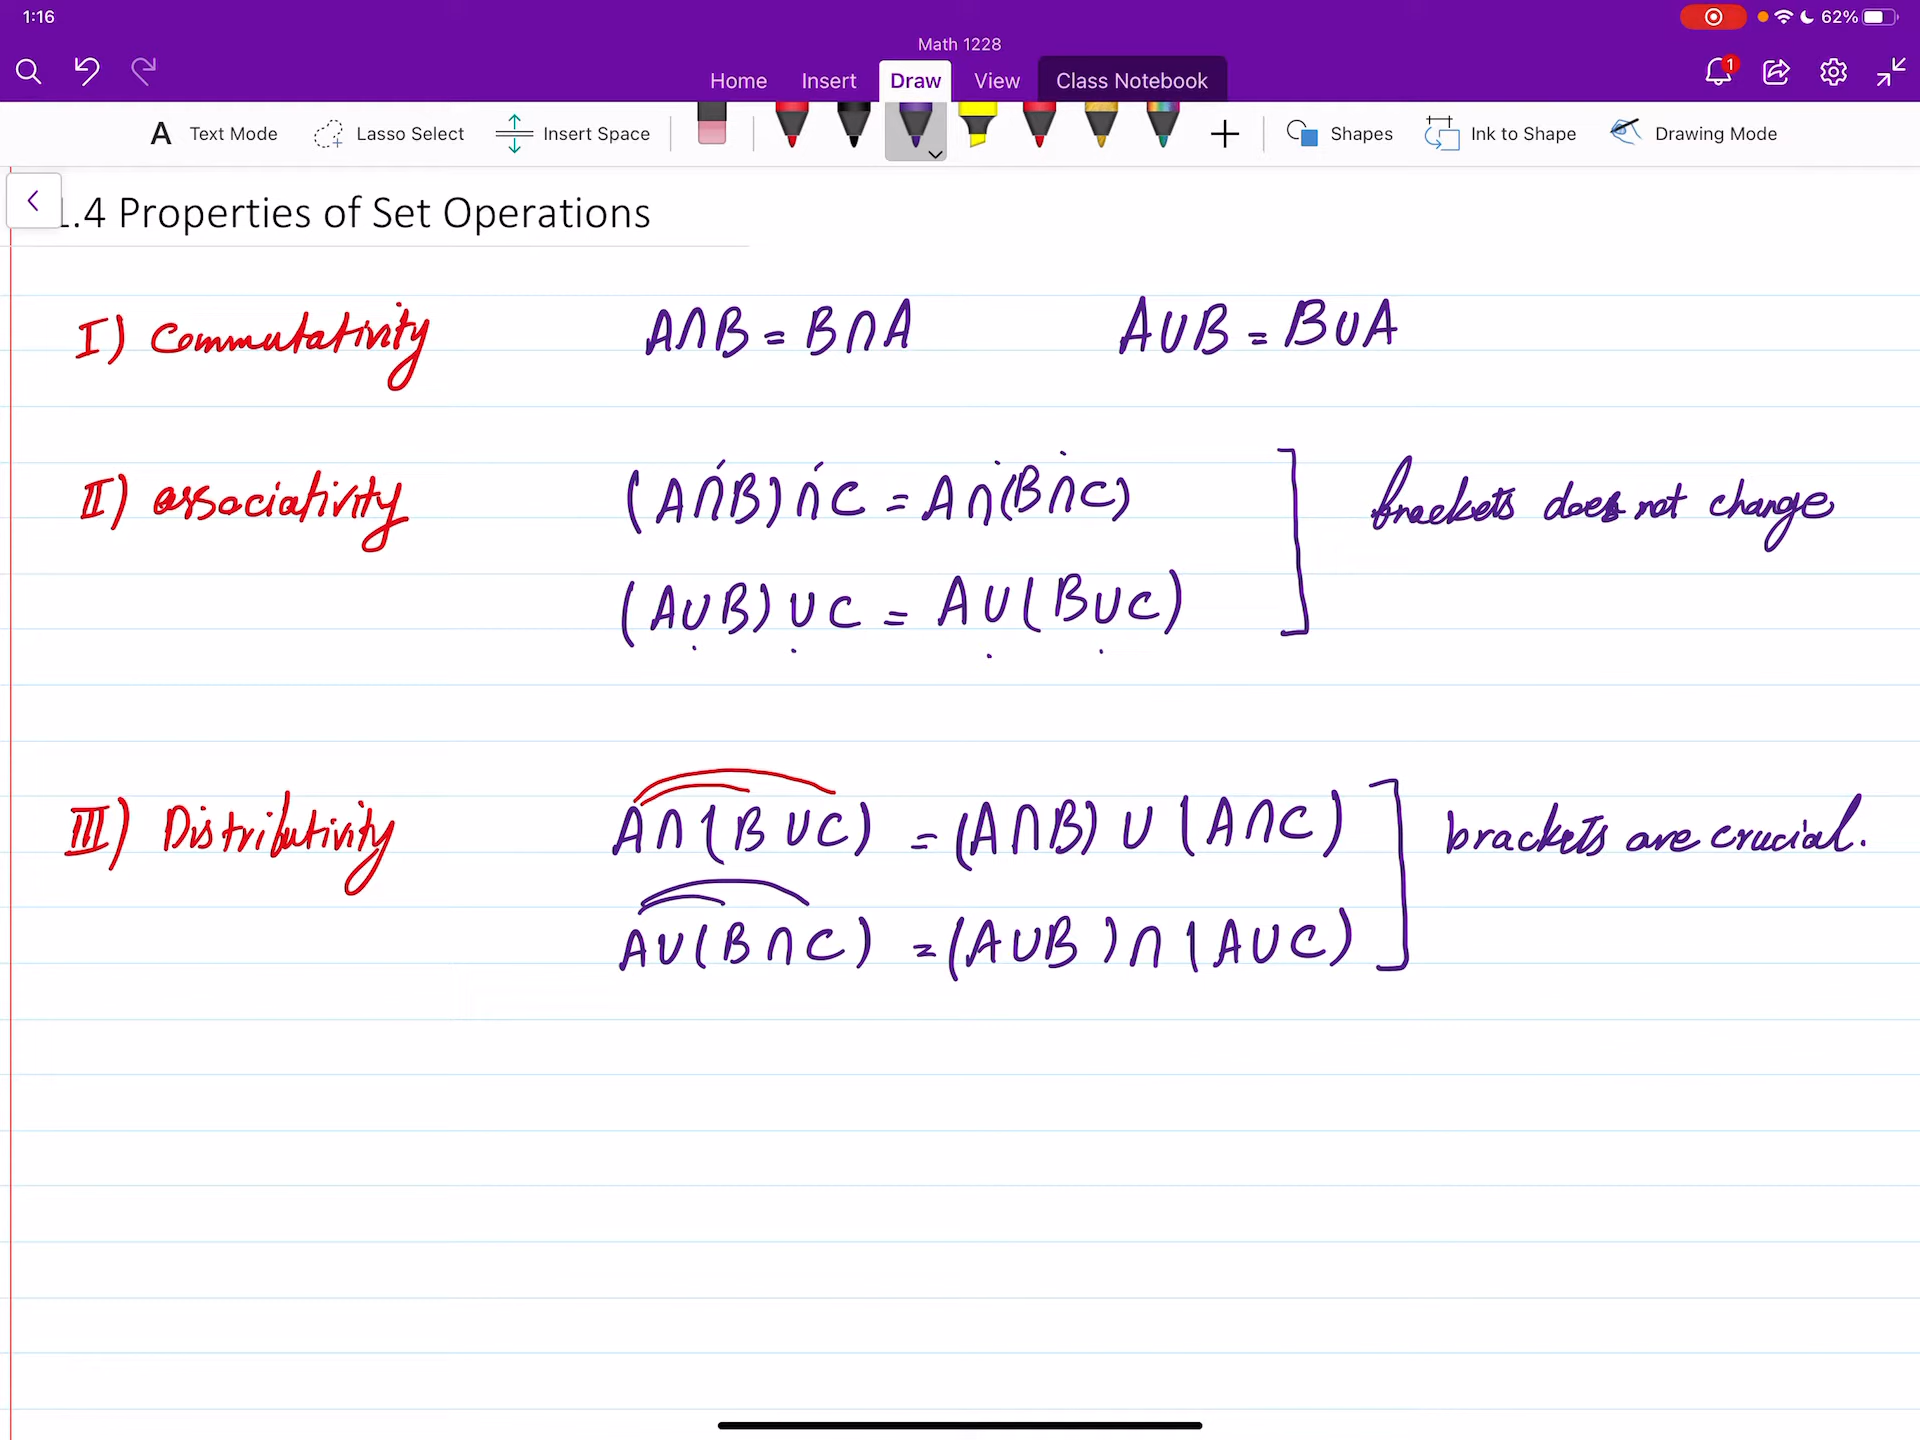 1:16
62%
Math 1228
Home Insert Draw View Class Notebook
1
Text Mode Lasso Select Insert Space Shapes Ink to Shape Drawing Mode
.4 Properties of Set Operations
I) Commutativity A∩B = B∩A A∪B = B∪A
II) associativity (A∩B)∩C = A∩(B∩C) brackets does not change
(A∪B)∪C = A∪(B∪C)
III) Distributivity A∩(B∪C) = (A∩B)∪(A∩C) brackets are crucial.
A∪(B∩C) = (A∪B)∩(A∪C)